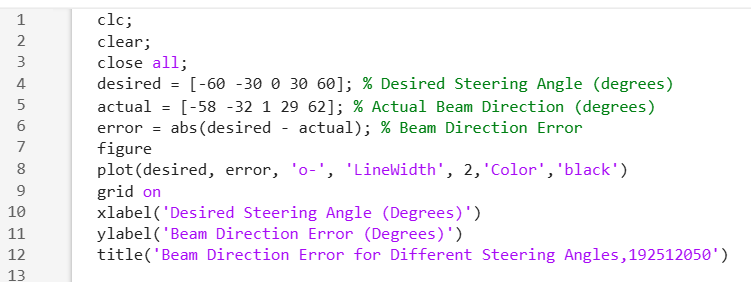 1 clc;
2 clear;
3 close all;
4 desired = [-60 -30 0 30 60]; % Desired Steering Angle (degrees)
5 actual = [-58 -32 1 29 62]; % Actual Beam Direction (degrees)
6 error = abs(desired - actual); % Beam Direction Error
7 figure
8 plot(desired, error, 'o-', 'LineWidth', 2,'Color','black')
9 grid on
10 xlabel('Desired Steering Angle (Degrees)')
11 ylabel('Beam Direction Error (Degrees)')
12 title('Beam Direction Error for Different Steering Angles,192512050')
13